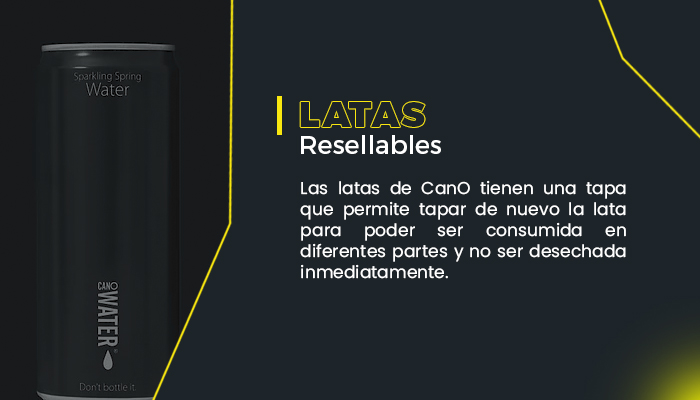 Sparkling Spring
Water
CANO
WATER
Don't bottle it.
LATAS
Resellables
Las latas de CanO tienen una tapa
que permite tapar de nuevo la lata
para poder ser consumida en
diferentes partes y no ser desechada
inmediatamente.